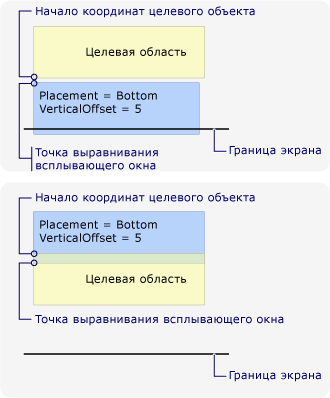 Начало координат целевого объекта
Целевая область
Placement = Bottom
VerticalOffset = 5
Граница экрана
Точка выравнивания
всплывающего окна
Начало координат целевого объекта
Placement = Bottom
VerticalOffset = 5
Целевая область
Точка выравнивания всплывающего окна
Граница экрана